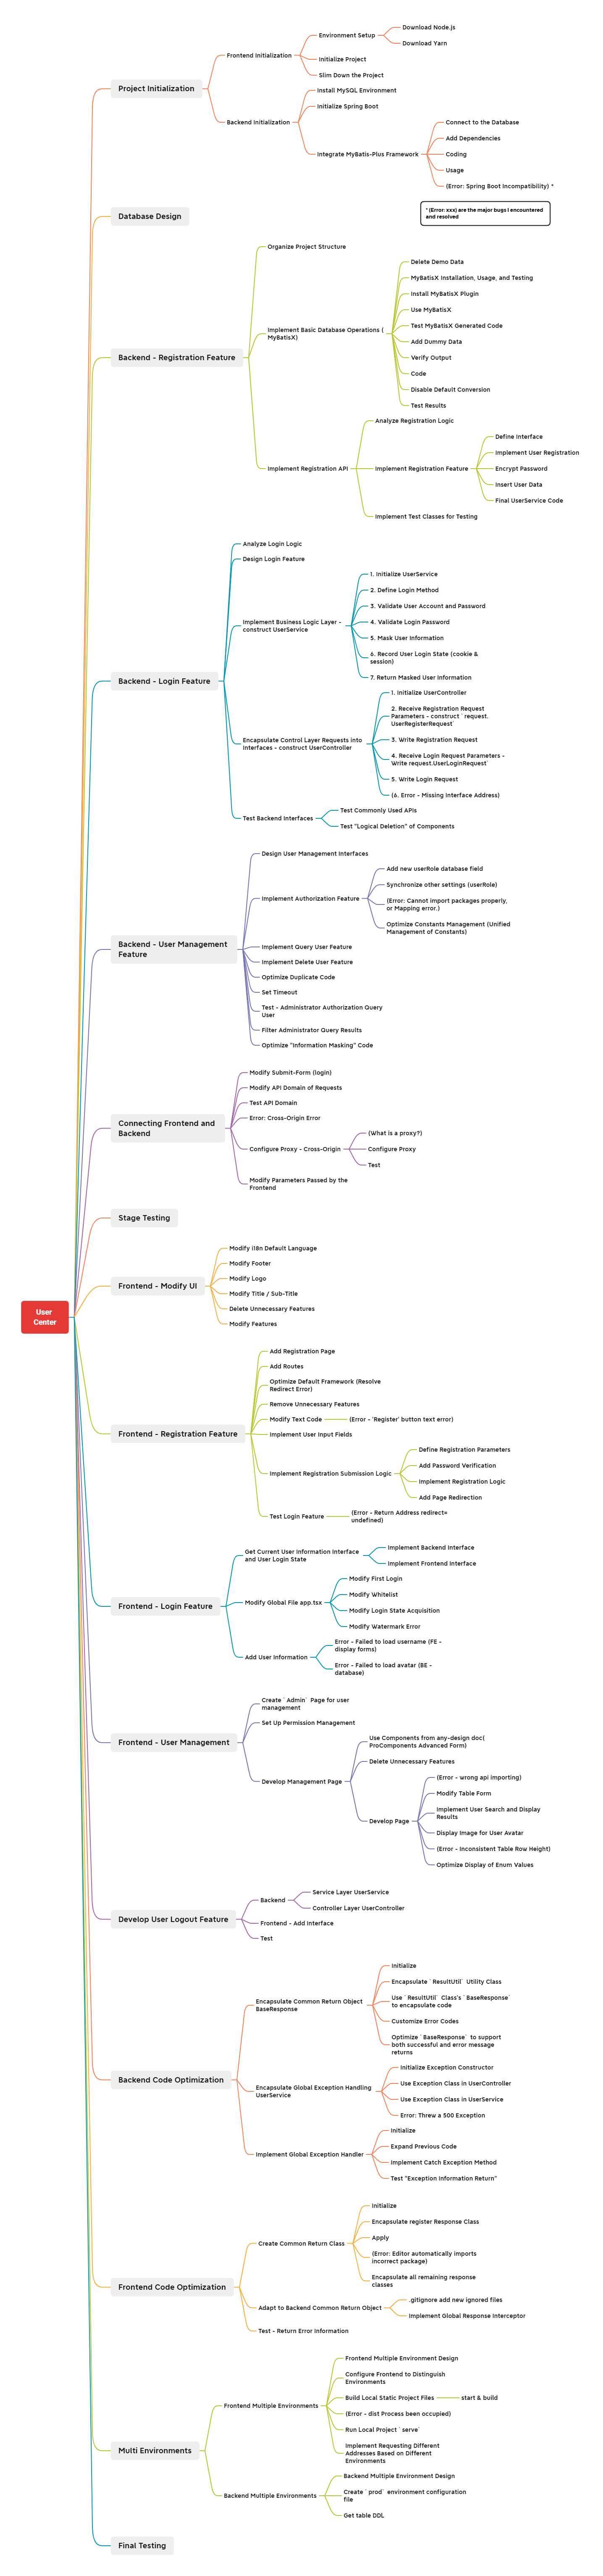 Download Node.js
Environment Setup
Download Yarn
Frontend Initialization
Initialize Project
Slim Down the Project
Project Initialization
Install MySQL Environment
Initialize Spring Boot
Backend Initialization
Connect to the Database
Add Dependencies
Integrate MyBatis-Plus Framework
Coding
Usage
(Error: Spring Boot Incompatibility) *
* (Error: xxx) are the major bugs I encountered
and resolved
Database Design
Organize Project Structure
Delete Demo Data
MyBatisX Installation, Usage, and Testing
Install MyBatisX Plugin
Use MyBatisX
Test MyBatisX Generated Code
Implement Basic Database Operations (
MyBatisX)
Add Dummy Data
Verify Output
Code
Disable Default Conversion
Test Results
Backend - Registration Feature
Analyze Registration Logic
Define Interface
Implement User Registration
Implement Registration API
Implement Registration Feature
Encrypt Password
Insert User Data
Final UserService Code
Implement Test Classes for Testing
Analyze Login Logic
Design Login Feature
1. Initialize UserService
2. Define Login Method
3. Validate User Account and Password
Implement Business Logic Layer -
construct UserService
4. Validate Login Password
5. Mask User Information
6. Record User Login State (cookie &
session)
7. Return Masked User Information
Backend - Login Feature
1. Initialize UserController
2. Receive Registration Request
Parameters - construct `request.
UserRegisterRequest`
Encapsulate Control Layer Requests into
Interfaces - construct UserController
3. Write Registration Request
4. Receive Login Request Parameters -
Write request.UserLoginRequest`
5. Write Login Request
(6. Error - Missing Interface Address)
Test Backend Interfaces
Test Commonly Used APIs
Test "Logical Deletion" of Components
Design User Management Interfaces
Add new userRole database field
Synchronize other settings (userRole)
Implement Authorization Feature
(Error: Cannot import packages properly,
or Mapping error.)
Optimize Constants Management (Unified
Management of Constants)
Backend - User Management
Feature
Implement Query User Feature
Implement Delete User Feature
Optimize Duplicate Code
Set Timeout
Test - Administrator Authorization Query
User
Filter Administrator Query Results
Optimize "Information Masking" Code
Modify Submit-Form (login)
Modify API Domain of Requests
Test API Domain
Error: Cross-Origin Error
Connecting Frontend and
Backend
(What is a proxy?)
Configure Proxy - Cross-Origin
Configure Proxy
Test
Modify Parameters Passed by the
Frontend
Stage Testing
Modify i18n Default Language
Modify Footer
Modify Logo
Frontend - Modify UI
Modify Title / Sub-Title
Delete Unnecessary Features
Modify Features
User
Center
Add Registration Page
Add Routes
Optimize Default Framework (Resolve
Redirect Error)
Remove Unnecessary Features
Modify Text Code
(Error - 'Register' button text error)
Frontend - Registration Feature
Implement User Input Fields
Define Registration Parameters
Add Password Verification
Implement Registration Submission Logic
Implement Registration Logic
Add Page Redirection
Test Login Feature
(Error - Return Address redirect=
undefined)
Get Current User Information Interface
and User Login State
Implement Backend Interface
Implement Frontend Interface
Modify First Login
Modify Whitelist
Frontend - Login Feature
Modify Global File app.tsx
Modify Login State Acquisition
Modify Watermark Error
Add User Information
Error - Failed to load username (FE -
display forms)
Error - Failed to load avatar (BE -
database)
Create `Admin` Page for user
management
Set Up Permission Management
Frontend - User Management
Use Components from any-design doc(
ProComponents Advanced Form)
Delete Unnecessary Features
Develop Management Page
(Error - wrong api importing)
Modify Table Form
Implement User Search and Display
Results
Develop Page
Display Image for User Avatar
(Error - Inconsistent Table Row Height)
Optimize Display of Enum Values
Develop User Logout Feature
Backend
Service Layer UserService
Controller Layer UserController
Frontend - Add Interface
Test
Initialize
Encapsulate `ResultUtil` Utility Class
Encapsulate Common Return Object
BaseResponse
Use `ResultUtil` Class's `BaseResponse`
to encapsulate code
Customize Error Codes
Optimize `BaseResponse` to support
both successful and error message
returns
Backend Code Optimization
Initialize Exception Constructor
Encapsulate Global Exception Handling
UserService
Use Exception Class in UserController
Use Exception Class in UserService
Error: Threw a 500 Exception
Initialize
Expand Previous Code
Implement Global Exception Handler
Implement Catch Exception Method
Test "Exception Information Return"
Initialize
Encapsulate register Response Class
Create Common Return Class
Apply
(Error: Editor automatically imports
incorrect package)
Encapsulate all remaining response
classes
Frontend Code Optimization
Adapt to Backend Common Return Object
.gitignore add new ignored files
Implement Global Response Interceptor
Test - Return Error Information
Frontend Multiple Environment Design
Configure Frontend to Distinguish
Environments
Frontend Multiple Environments
Build Local Static Project Files
start & build
(Error - dist Process been occupied)
Run Local Project `serve`
Implement Requesting Different
Addresses Based on Different
Environments
Multi Environments
Backend Multiple Environment Design
Backend Multiple Environments
Create `prod` environment configuration
file
Get table DDL
Final Testing